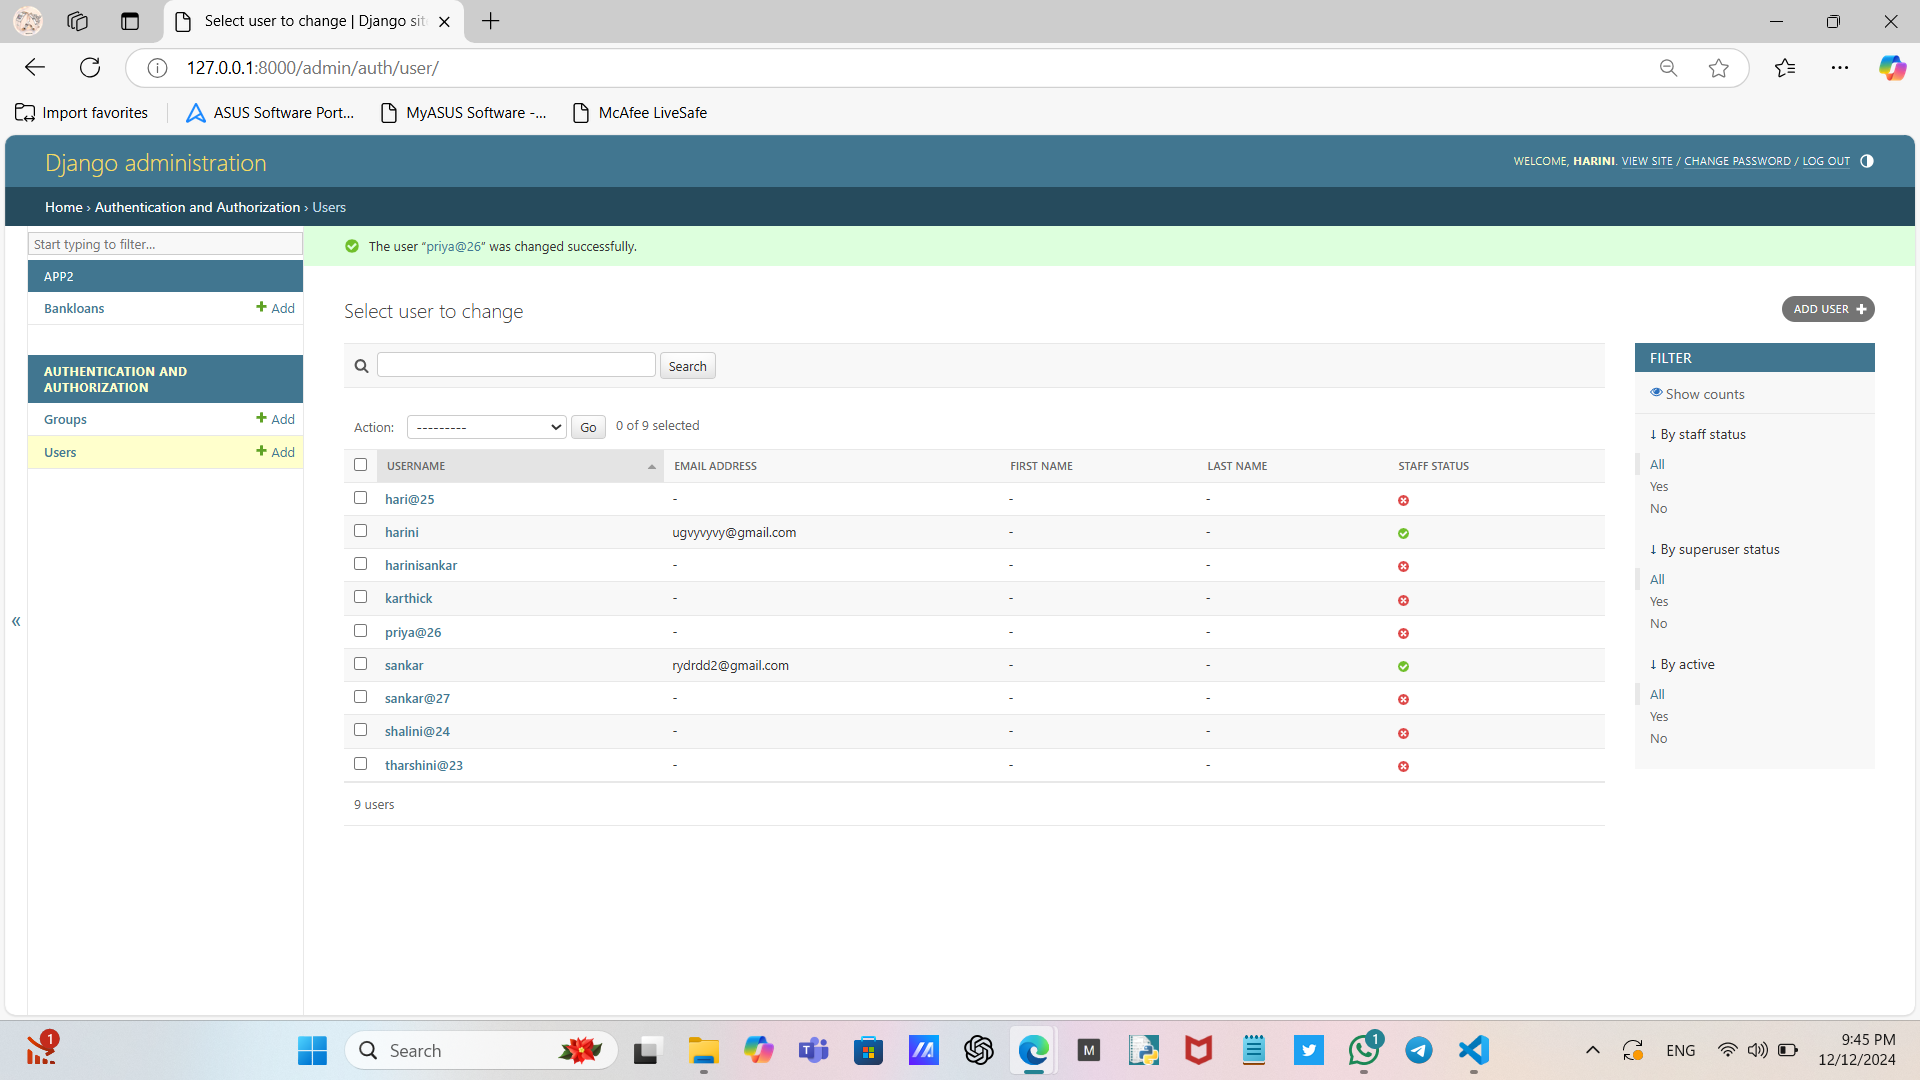 Select user to change | Django sit
127.0.0.1:8000/admin/auth/user/
Import favorites
ASUS Software Port...
MyASUS Software -...
McAfee LiveSafe
Django administration
WELCOME, HARINI. VIEW SITE / CHANGE PASSWORD / LOG OUT
Home › Authentication and Authorization › Users
Start typing to filter...
APP2
Bankloans
+ Add
AUTHENTICATION AND
AUTHORIZATION
Groups
+ Add
Users
+ Add
«
The user “priya@26” was changed successfully.
Select user to change
ADD USER +
Search
Action:
---------
Go
0 of 9 selected
USERNAME EMAIL ADDRESS FIRST NAME LAST NAME STAFF STATUS
hari@25 - - -
harini ugvyvyvy@gmail.com - -
harinisankar - - -
karthick - - -
priya@26 - - -
sankar rydrdd2@gmail.com - -
sankar@27 - - -
shalini@24 - - -
tharshini@23 - - -
9 users
FILTER
Show counts
↓ By staff status
All
Yes
No
↓ By superuser status
All
Yes
No
↓ By active
All
Yes
No
1
Search
M
1
ENG
9:45 PM
12/12/2024